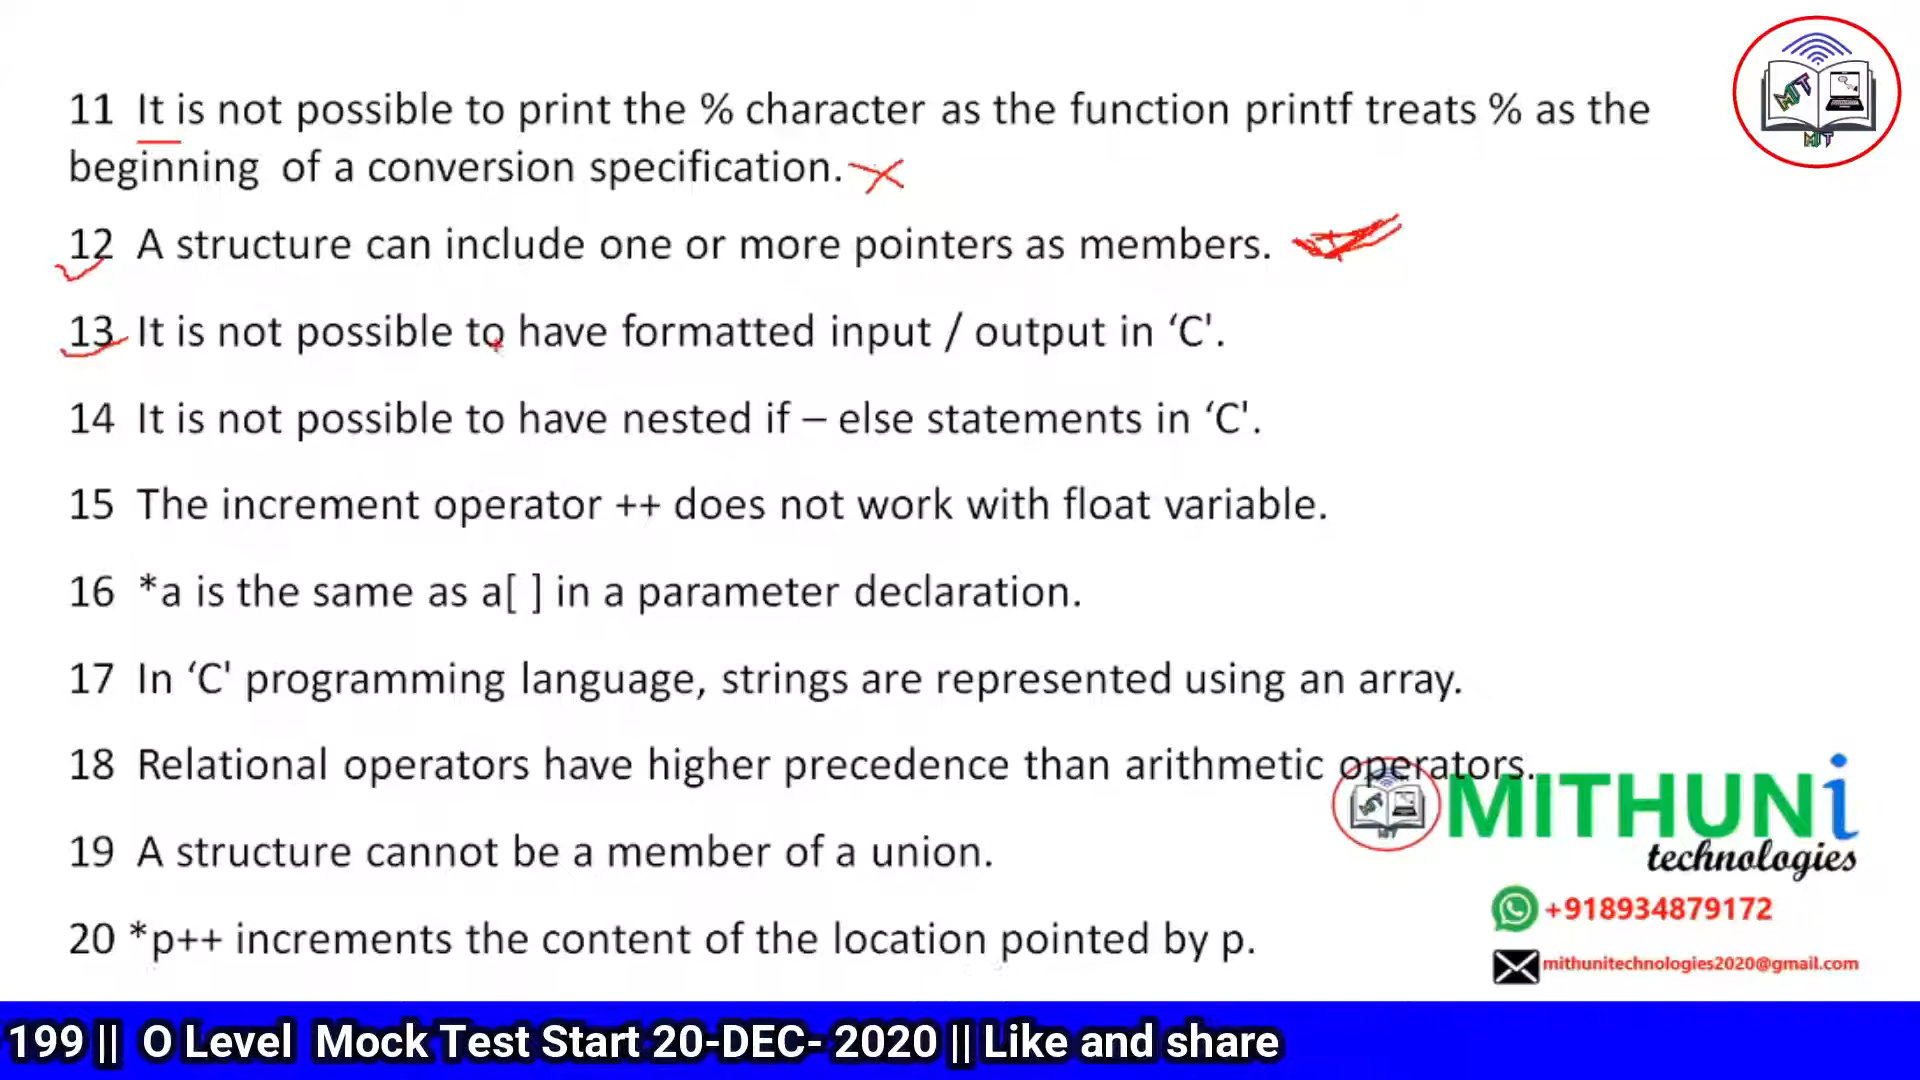 11 It is not possible to print the % character as the function printf treats % as the
beginning of a conversion specification.
12 A structure can include one or more pointers as members.
13 It is not possible to have formatted input / output in ‘C'.
14 It is not possible to have nested if – else statements in ‘C'.
15 The increment operator ++ does not work with float variable.
16 *a is the same as a[ ] in a parameter declaration.
17 In ‘C' programming language, strings are represented using an array.
18 Relational operators have higher precedence than arithmetic operators.
19 A structure cannot be a member of a union.
20 *p++ increments the content of the location pointed by p.
MIT
MIT
MIT
MIT
MITHUNi
technologies
+918934879172
mithunitechnologies2020@gmail.com
199 || O Level Mock Test Start 20-DEC- 2020 || Like and share